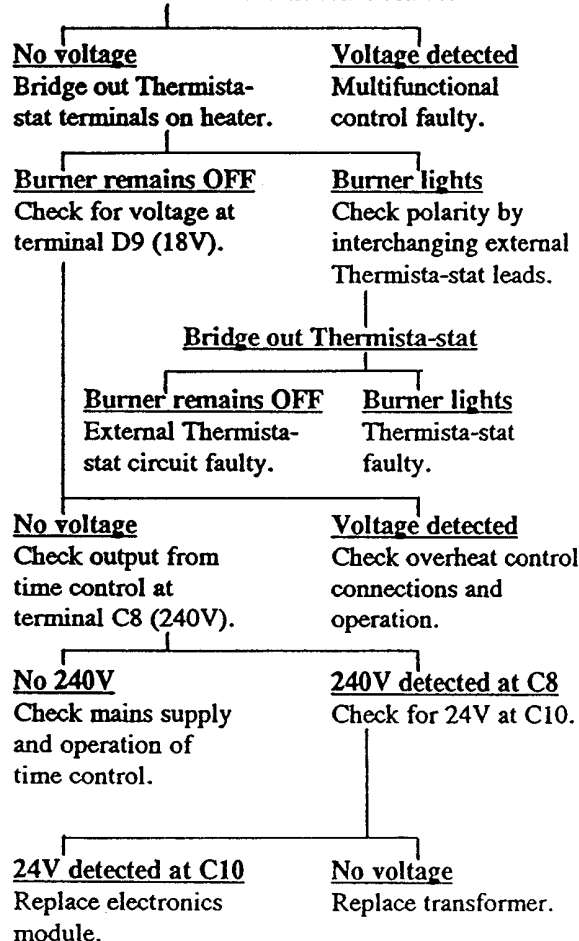 No voltage
Bridge out Thermista-
stat terminals on heater.
Voltage detected
Multifunctional
control faulty.
Burner remains OFF
Check for voltage at
terminal D9 (18V).
Burner lights
Check polarity by
interchanging external
Thermista-stat leads.
Bridge out Thermista-stat
Burner remains OFF
External Thermista-
stat circuit faulty.
Burner lights
Thermista-stat
faulty.
No voltage
Check output from
time control at
terminal C8 (240V).
Voltage detected
Check overheat control
connections and
operation.
No 240V
Check mains supply
and operation of
time control.
240V detected at C8
Check for 24V at C10.
24V detected at C10
Replace electronics
module.
No voltage
Replace transformer.